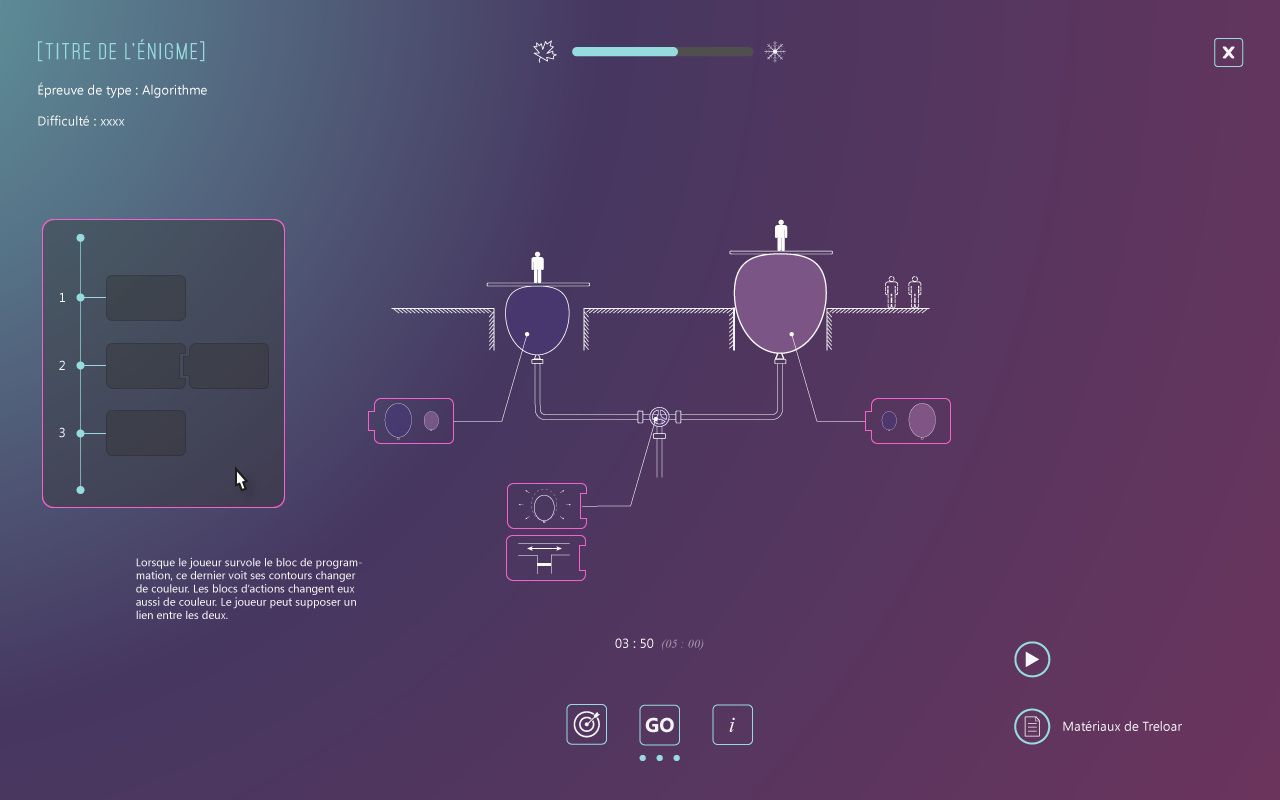 [TITRE DE L'ÉNIGME]
X
Épreuve de type : Algorithme
Difficulté : xxxx
1
2
3
Lorsque le joueur survole le bloc de program-
mation, ce dernier voit ses contours changer
de couleur. Les blocs d'actions changent eux
aussi de couleur. Le joueur peut supposer un
lien entre les deux.
03 : 50 (05 : 00)
GO
i
Matériaux de Treloar